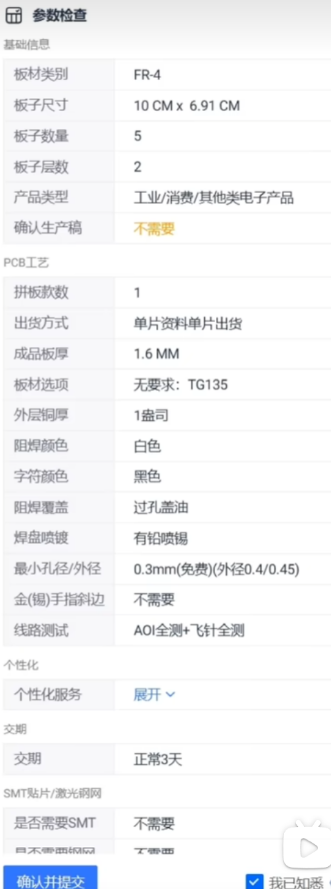 参数检查
基础信息
板材类别 FR-4
板子尺寸 10 CM x 6.91 CM
板子数量 5
板子层数 2
产品类型 工业/消费/其他类电子产品
确认生产稿 不需要
PCB工艺
拼板款数 1
出货方式 单片资料单片出货
成品板厚 1.6 MM
板材选项 无要求：TG135
外层铜厚 1盎司
阻焊颜色 白色
字符颜色 黑色
阻焊覆盖 过孔盖油
焊盘喷镀 有铅喷锡
最小孔径/外径 0.3mm(免费)(外径0.4/0.45)
金(锡)手指斜边 不需要
线路测试 AOI全测+飞针全测
个性化
个性化服务 展开
交期
交期 正常3天
SMT贴片/激光钢网
是否需要SMT 不需要
是否需要钢网 不需要
确认并提交 我已知悉